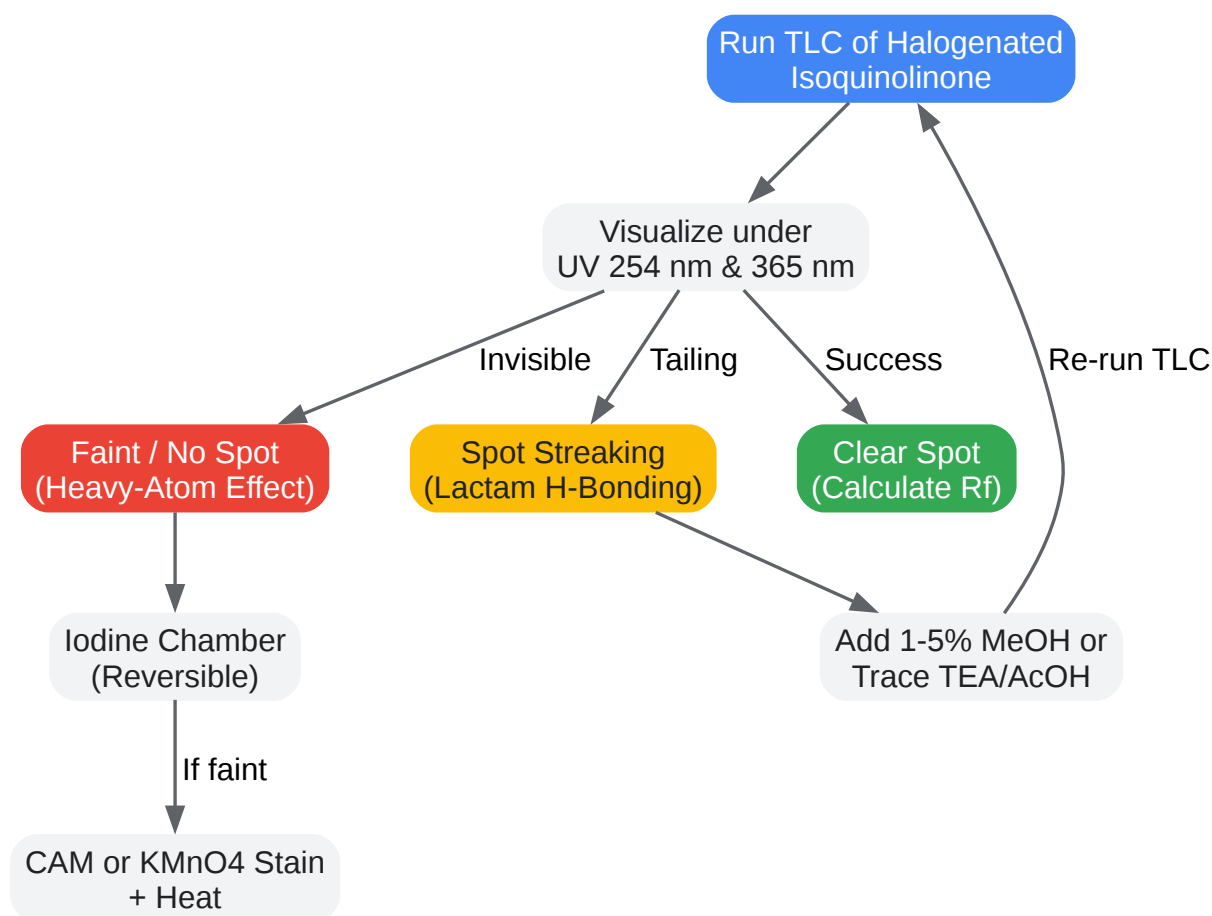 Run TLC of Halogenated
Isoquinolinone
Visualize under
UV 254 nm & 365 nm
Invisible
Tailing
Success
Re-run TLC
Faint / No Spot
(Heavy-Atom Effect)
Spot Streaking
(Lactam H-Bonding)
Clear Spot
(Calculate Rf)
Iodine Chamber
(Reversible)
Add 1-5% MeOH or
Trace TEA/AcOH
If faint
CAM or KMnO4 Stain
+ Heat